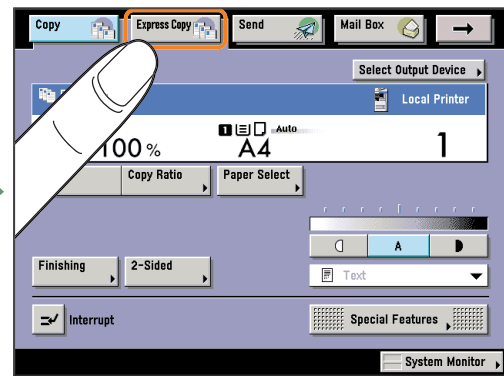 Copy Express Copy Send Mail Box
Select Output Device
Local Printer
1 Auto
100 % A4 1
Copy Ratio Paper Select
A
Finishing 2-Sided Text
Interrupt Special Features
System Monitor